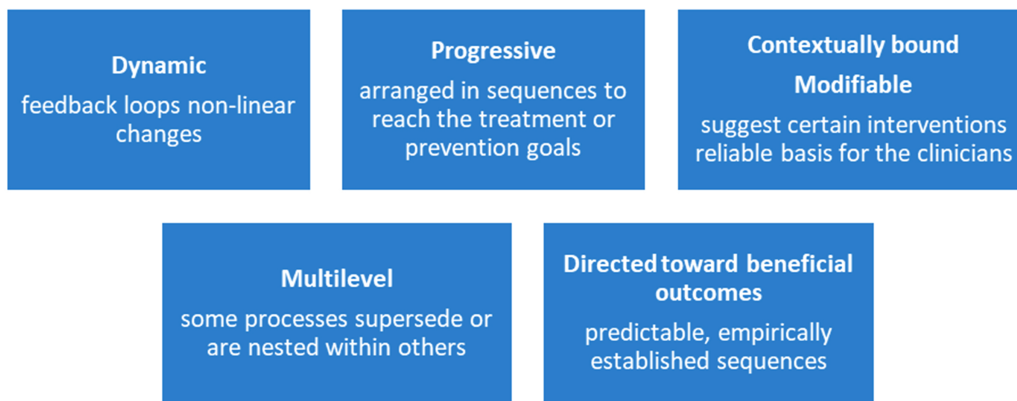 Dynamic
feedback loops non-linear
changes
Progressive
arranged in sequences to
reach the treatment or
prevention goals
Contextually bound
Modifiable
suggest certain interventions
reliable basis for the clinicians
Multilevel
some processes supersede or
are nested within others
Directed toward beneficial
outcomes
predictable, empirically
established sequences